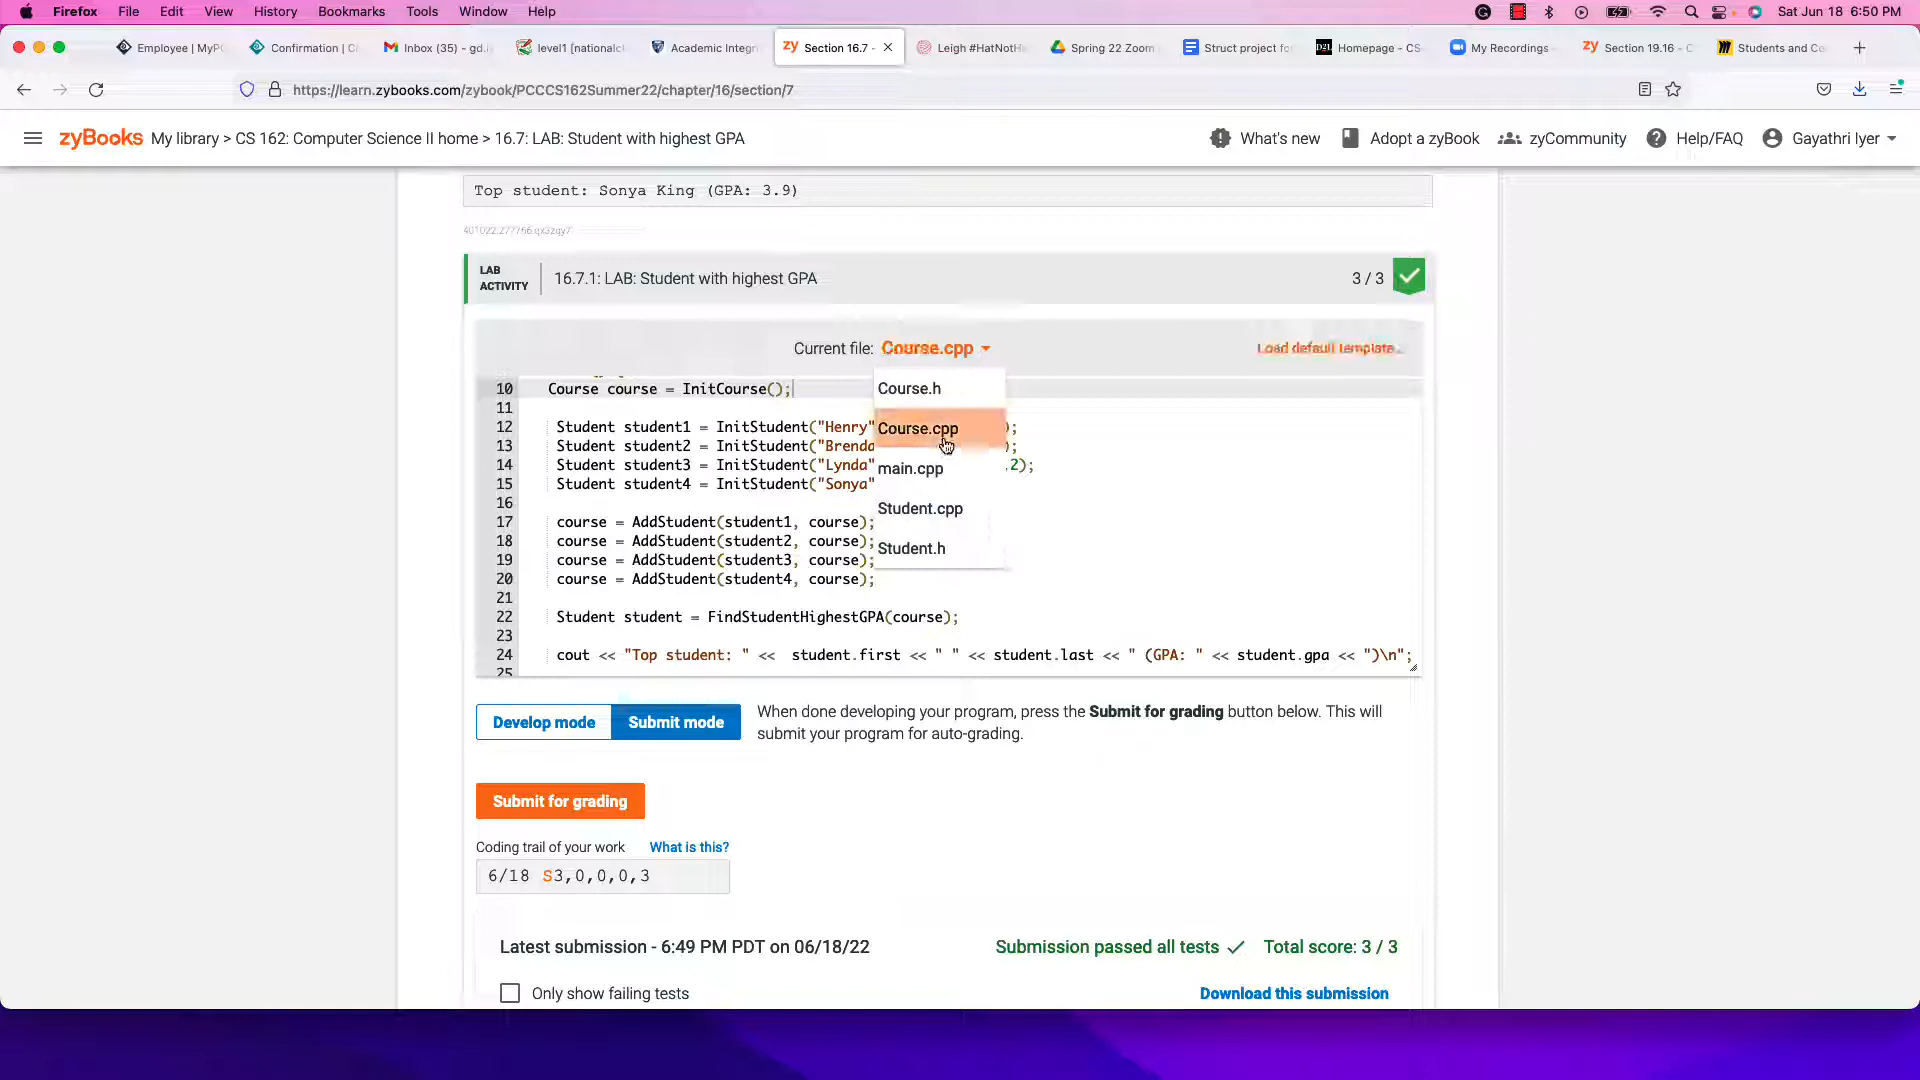 Firefox File Edit View History Bookmarks Tools Window Help Sat Jun 18 6:50 PM
Employee | MyPC Confirmation | C Inbox (35) - gd.i level1 [nationalcl Academic Integri zy Section 16.7 - Leigh #HatNotH Spring 22 Zoom Struct project fo D2L Homepage - CS My Recordings zy Section 19.16 - C Students and Co
https://learn.zybooks.com/zybook/PCCCS162Summer22/chapter/16/section/7
zyBooks My library > CS 162: Computer Science II home > 16.7: LAB: Student with highest GPA What's new Adopt a zyBook zyCommunity Help/FAQ Gayathri Iyer
Top student: Sonya King (GPA: 3.9)
401022.277766.qx3zqy7
LAB ACTIVITY 16.7.1: LAB: Student with highest GPA 3 / 3
Current file: Course.cpp Load default template...
Course.h
Course.cpp
main.cpp
Student.cpp
Student.h
10 Course course = InitCourse();
11
12 Student student1 = InitStudent("Henry" );
13 Student student2 = InitStudent("Brenda );
14 Student student3 = InitStudent("Lynda" .2);
15 Student student4 = InitStudent("Sonya"
16
17 course = AddStudent(student1, course);
18 course = AddStudent(student2, course);
19 course = AddStudent(student3, course);
20 course = AddStudent(student4, course);
21
22 Student student = FindStudentHighestGPA(course);
23
24 cout << "Top student: " << student.first << " " << student.last << " (GPA: " << student.gpa << ")\n";
25
Develop mode Submit mode When done developing your program, press the Submit for grading button below. This will
submit your program for auto-grading.
Submit for grading
Coding trail of your work What is this?
6/18 S3,0,0,0,3
Latest submission - 6:49 PM PDT on 06/18/22 Submission passed all tests Total score: 3 / 3
Only show failing tests Download this submission